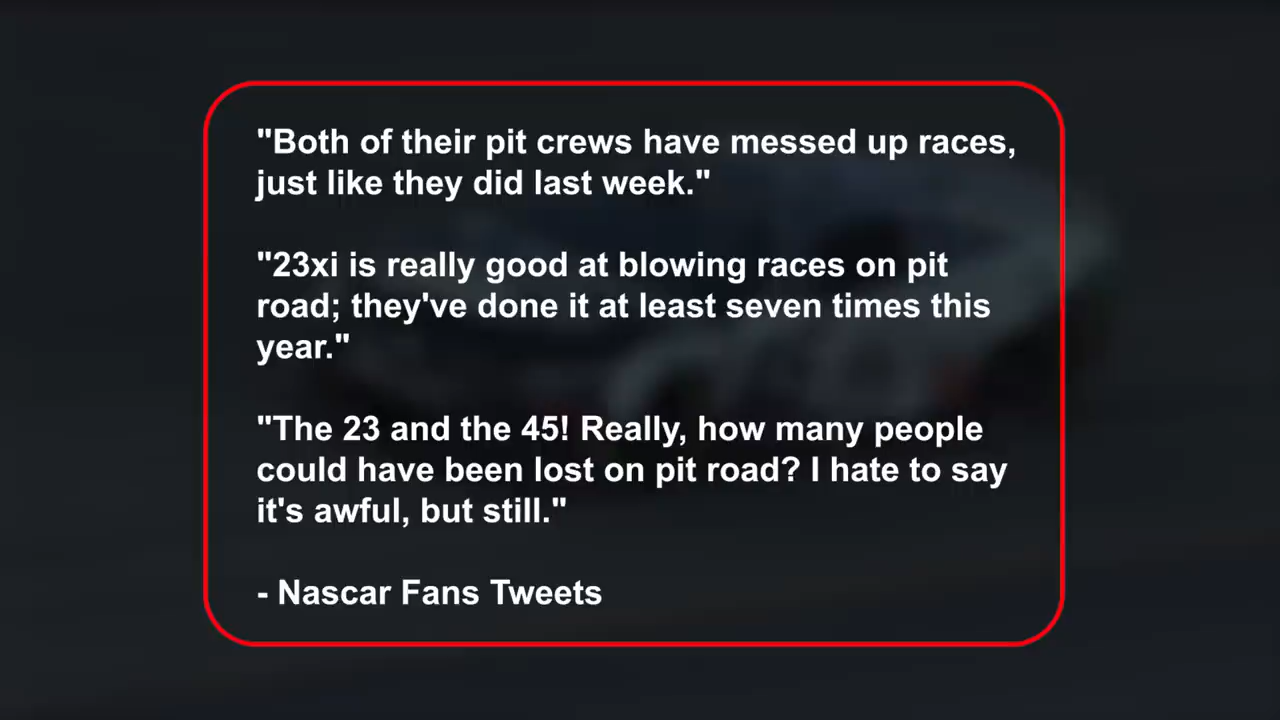 "Both of their pit crews have messed up races,
just like they did last week."
"23xi is really good at blowing races on pit
road; they've done it at least seven times this
year."
"The 23 and the 45! Really, how many people
could have been lost on pit road? I hate to say
it's awful, but still."
- Nascar Fans Tweets